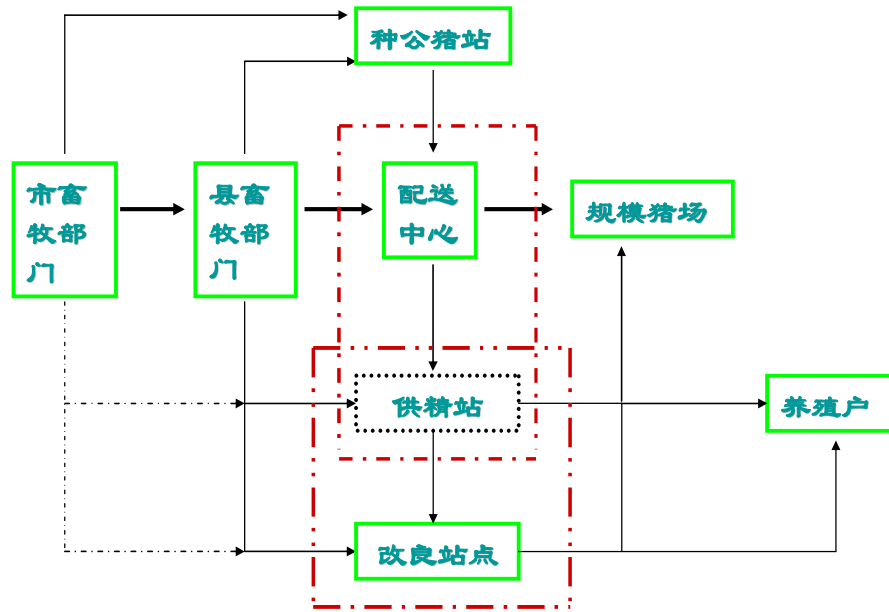 种公猪站
市畜
牧部
门
县畜
牧部
门
配送
中心
规模猪场
供精站
养殖户
改良站点